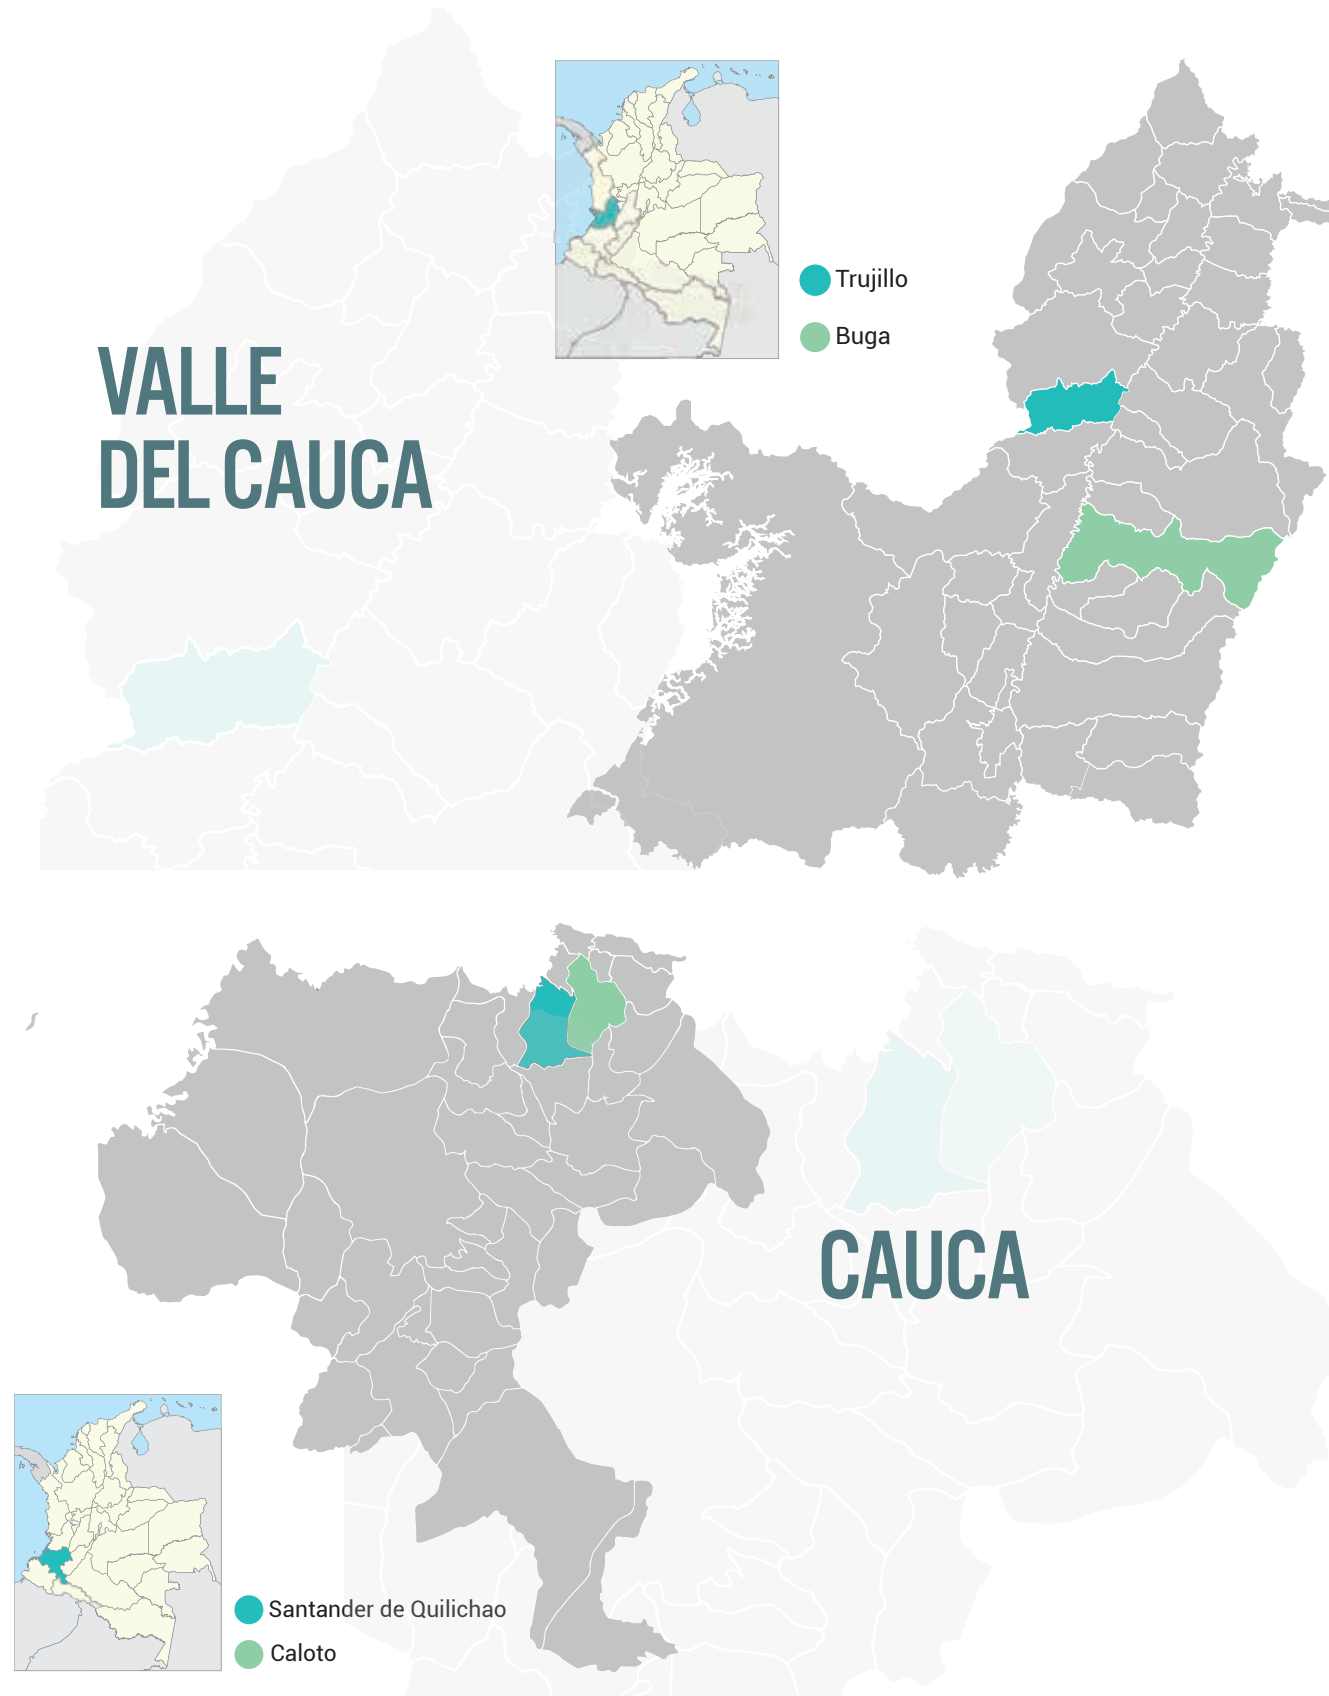 VALLE
DEL CAUCA
Trujillo
Buga
CAUCA
Santander de Quilichao
Caloto